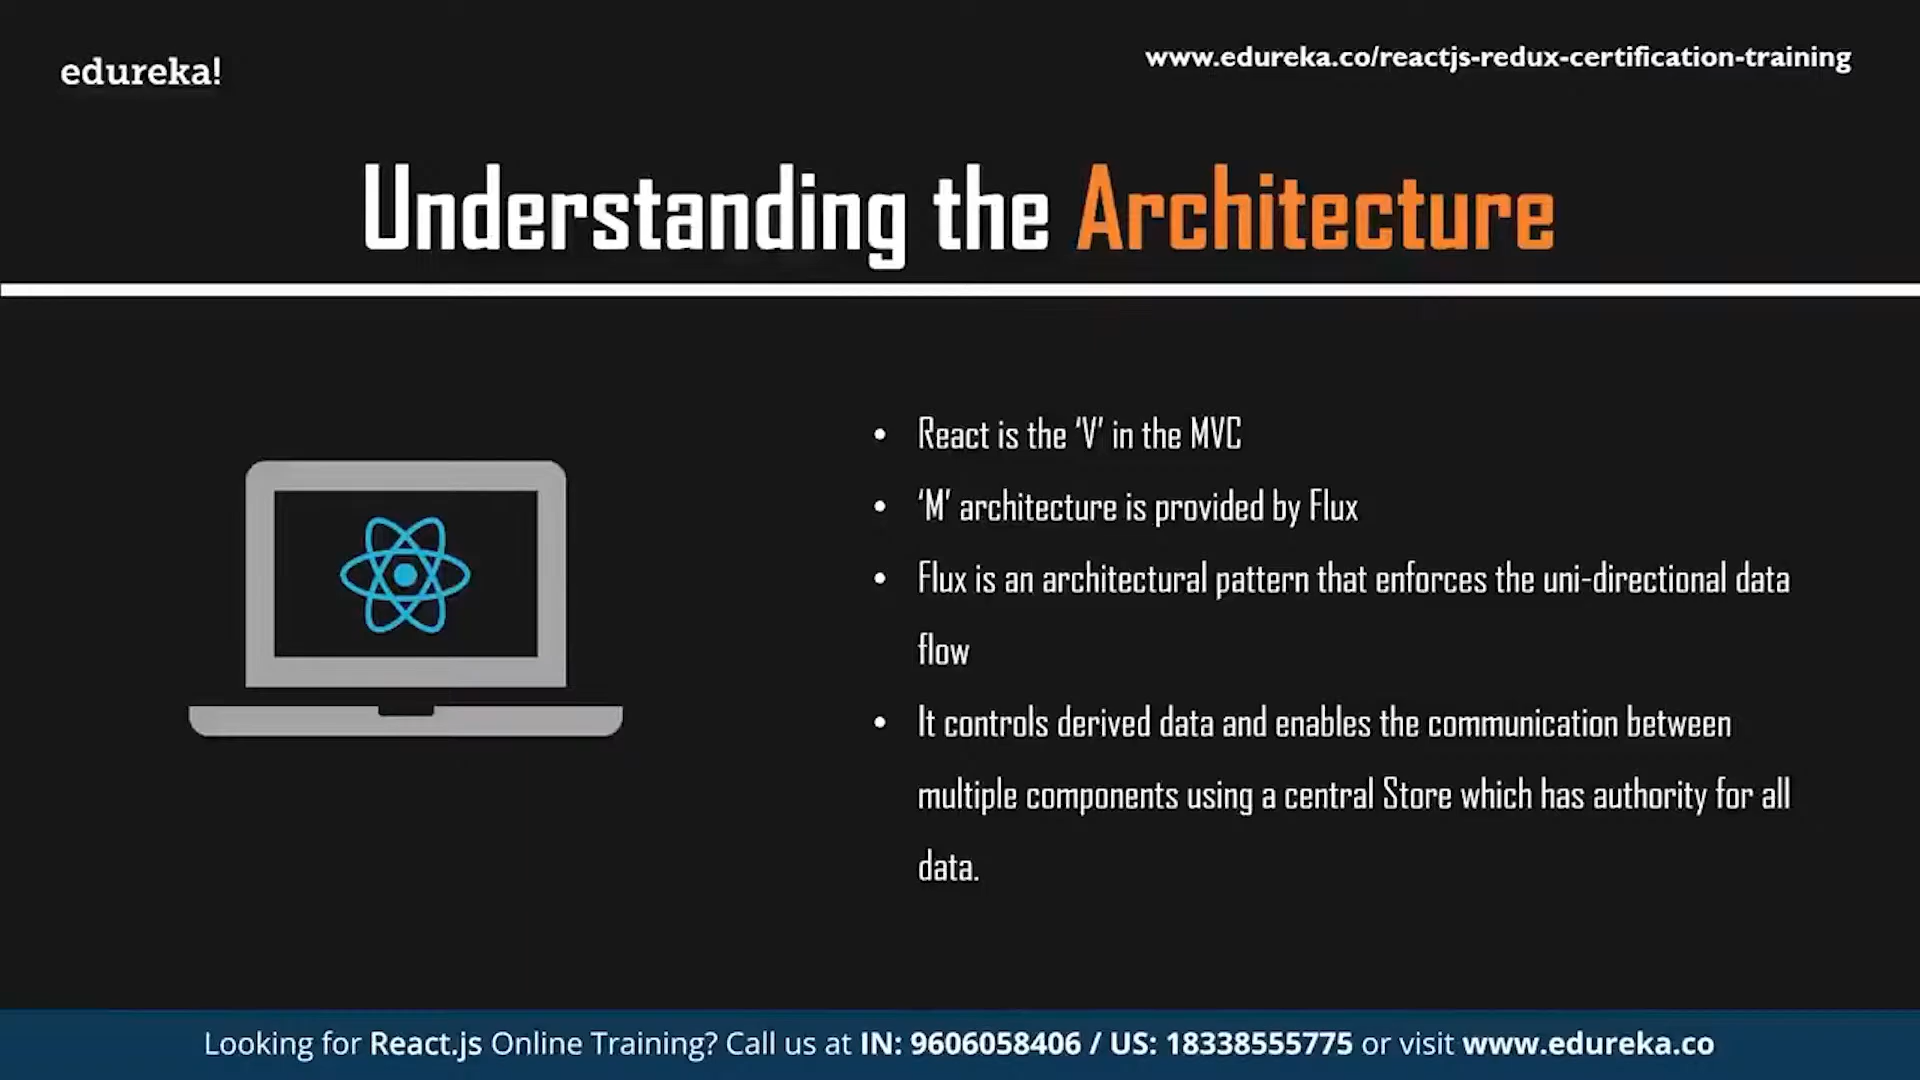 edureka!
www.edureka.co/reactjs-redux-certification-training
Understanding the Architecture
• React is the ‘V’ in the MVC
• ‘M’ architecture is provided by Flux
• Flux is an architectural pattern that enforces the uni-directional data
flow
• It controls derived data and enables the communication between
multiple components using a central Store which has authority for all
data.
Looking for React.js Online Training? Call us at IN: 9606058406 / US: 18338555775 or visit www.edureka.co